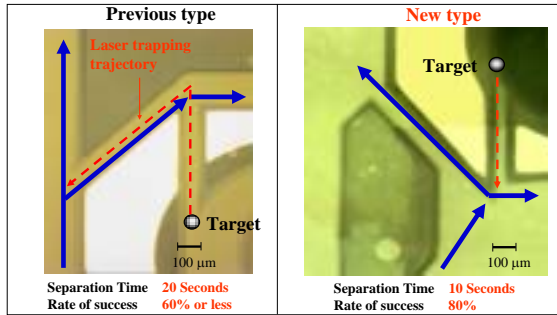 Previous type
Laser trapping
trajectory
Target
100 μm
Separation Time 20 Seconds
Rate of success 60% or less
New type
Target
100 μm
Separation Time 10 Seconds
Rate of success 80%